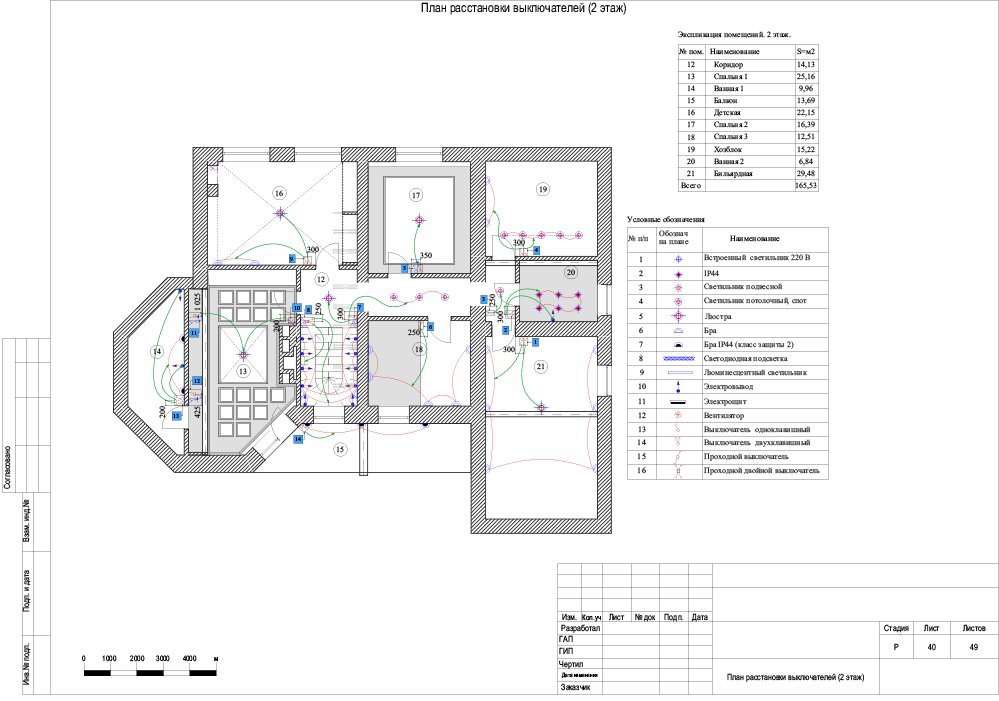 План расстановки выключателей (2 этаж)
Экспликация помещений. 2 этаж.
№ пом. Наименование S=м2
12 Коридор 14,13
13 Спальня 1 25,16
14 Ванная 1 9,96
15 Балкон 13,69
16 Детская 22,15
17 Спальня 2 16,39
18 Спальня 3 12,51
19 Хозблок 15,22
20 Ванная 2 6,84
21 Бильярдная 29,48
Всего 165,53
Условные обозначения
№ п/п Обознач на плане Наименование
1 Встроенный светильник 220 В
2 IP44
3 Светильник подвесной
4 Светильник потолочный, спот
5 Люстра
6 Бра
7 Бра IP44 (класс защиты 2)
8 Светодиодная подсветка
9 Люминесцентный светильник
10 Электровывод
11 Электрощит
12 Вентилятор
13 Выключатель одноклавишный
14 Выключатель двухклавишный
15 Проходной выключатель
16 Проходной двойной выключатель
16
17
19
300
9
300
4
350
5
12
20
1025
10
8
250
300
7
3
250
300
2
200
11
250
6
18
300
1
21
14
13
12
200
13
425
14
15
Согласовано
Взам. инд.№
Подп. и дата
Инв.№ подл.
0 1000 2000 3000 4000 м
Изм. Кол.уч Лист № док Подп. Дата
Разработал
ГАП
ГИП
Чертил
Дата изменения
Заказчик
Стадия Лист Листов
Р 40 49
План расстановки выключателей (2 этаж)